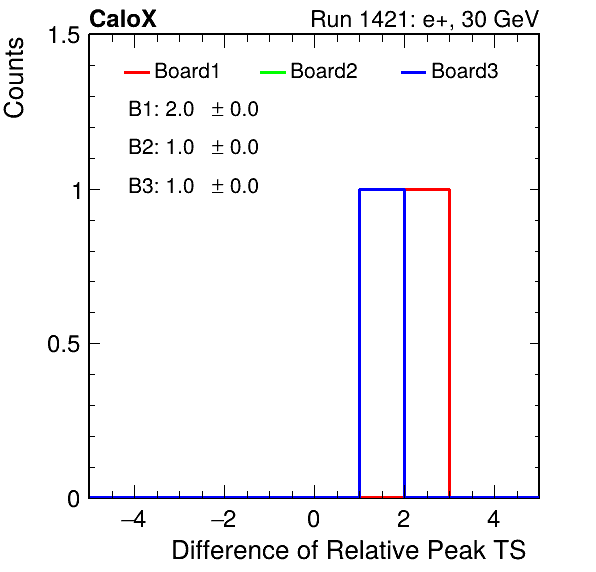 CaloX Run 1421: e+, 30 GeV
Counts
1.5
Board1 Board2 Board3
B1: 2.0 ± 0.0
B2: 1.0 ± 0.0
B3: 1.0 ± 0.0
1
0.5
0
−4 −2 0 2 4
Difference of Relative Peak TS